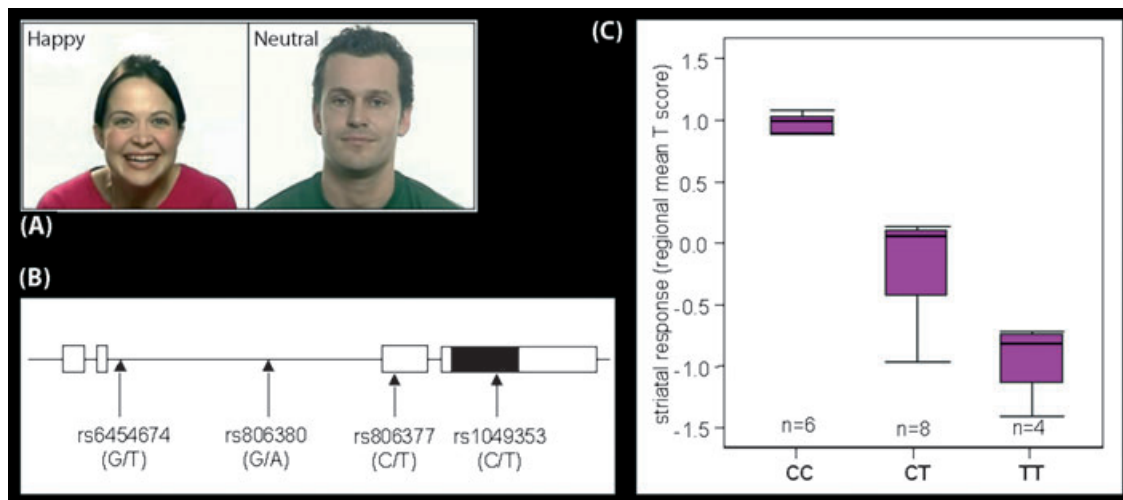 Happy
Neutral
(A)
(B)
rs6454674
(G/T)
rs806380
(G/A)
rs806377
(C/T)
rs1049353
(C/T)
(C)
striatal response (regional mean T score)
1.5
1.0
0.5
0.0
-0.5
-1.0
-1.5
n=6
n=8
n=4
CC
CT
TT